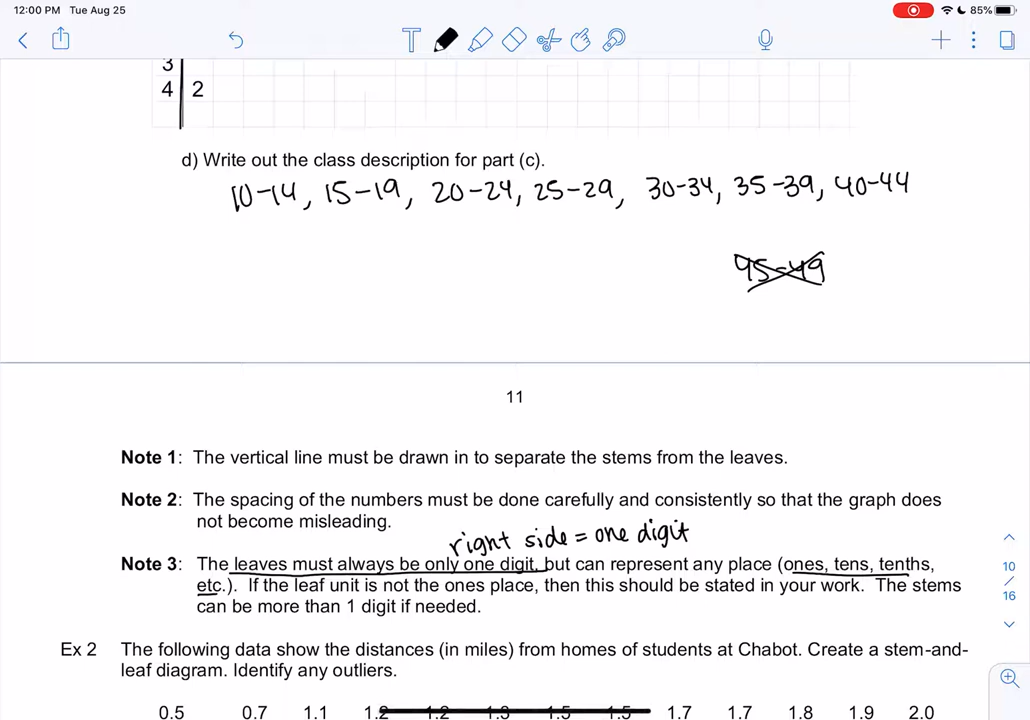 12:00 PM Tue Aug 25 85%
3
4 2
d) Write out the class description for part (c).
10-14, 15-19, 20-24, 25-29, 30-34, 35-39, 40-44
45-49
11
Note 1: The vertical line must be drawn in to separate the stems from the leaves.
Note 2: The spacing of the numbers must be done carefully and consistently so that the graph does
not become misleading.
right side = one digit
Note 3: The leaves must always be only one digit, but can represent any place (ones, tens, tenths,
etc.). If the leaf unit is not the ones place, then this should be stated in your work. The stems
can be more than 1 digit if needed.
10
/
16
Ex 2 The following data show the distances (in miles) from homes of students at Chabot. Create a stem-and-
leaf diagram. Identify any outliers.
0.5 0.7 1.1 1.2 1.2 1.3 1.5 1.5 1.7 1.7 1.8 1.9 2.0